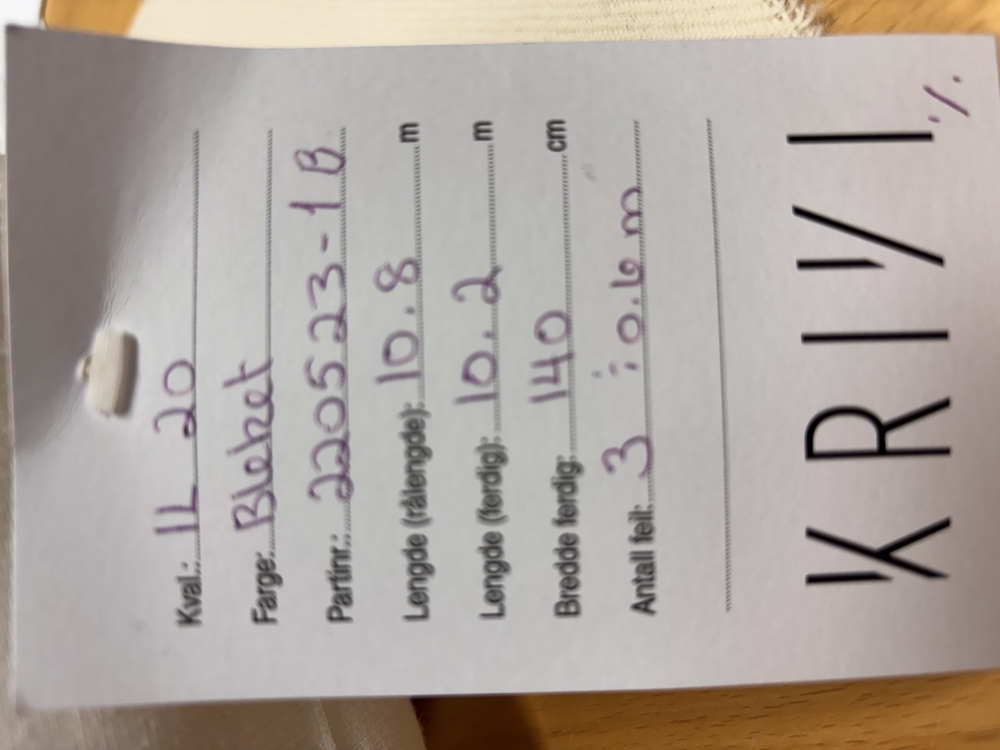 Kval.: IL 20
Farge: Bleket
Partinr.: 220523-1B
Lengde (rålengde): 10.8 m
Lengde (ferdig): 10.2 m
Bredde ferdig: 140 cm
Antall feil: 3 i 0.6 m
KRIVI